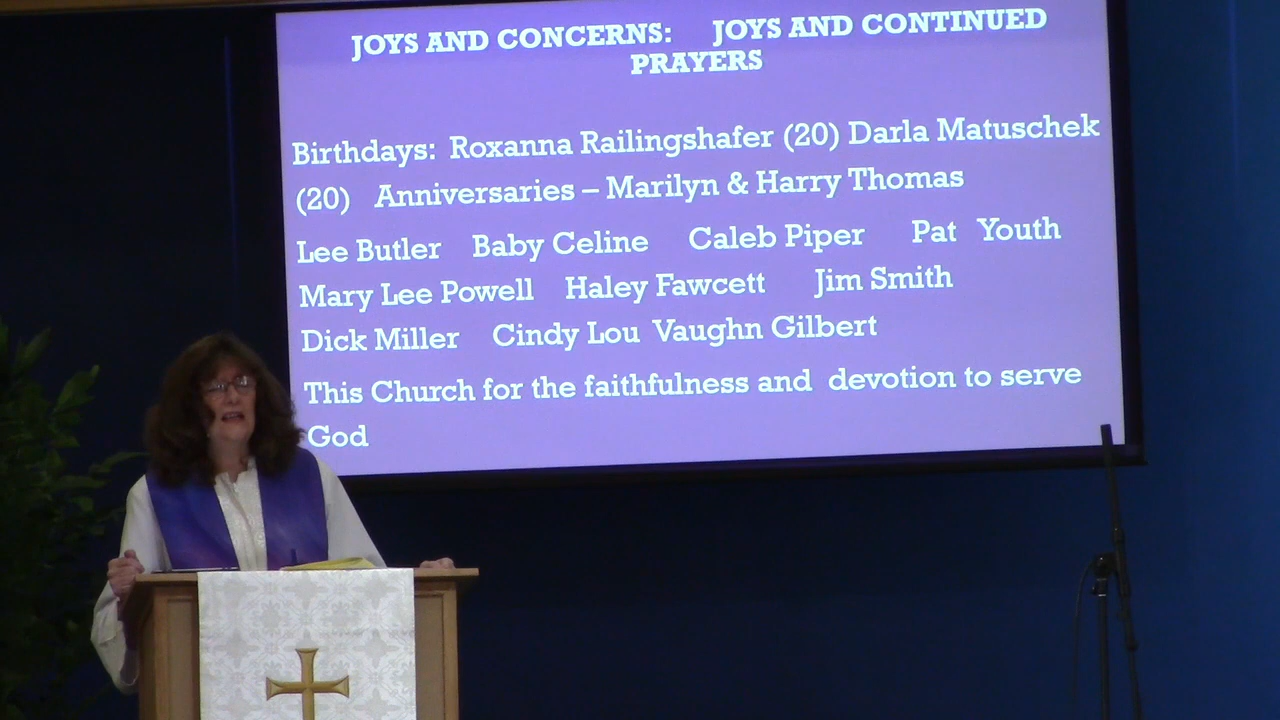 JOYS AND CONCERNS: JOYS AND CONTINUED
PRAYERS
Birthdays: Roxanna Railingshafer (20) Darla Matuschek
(20) Anniversaries – Marilyn & Harry Thomas
Lee Butler Baby Celine Caleb Piper Pat Youth
Mary Lee Powell Haley Fawcett Jim Smith
Dick Miller Cindy Lou Vaughn Gilbert
This Church for the faithfulness and devotion to serve
God